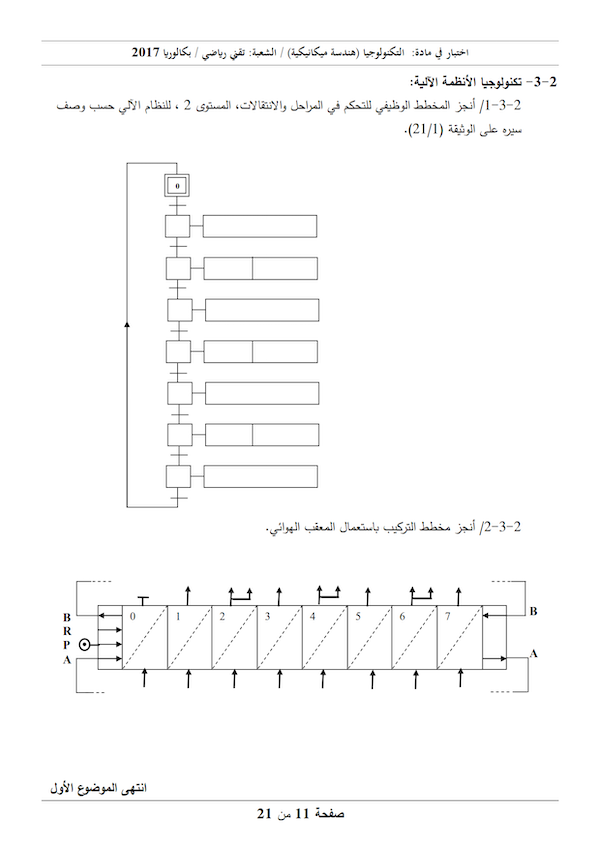 اختبار في مادة: التكنولوجيا (هندسة ميكانيكية) / الشعبة: تقني رياضي / بكالوريا 2017
2-3- تكنولوجيا الأنظمة الآلية:
2-3-1/ أنجز المخطط الوظيفي للتحكم في المراحل والانتقالات، المستوى 2 ، للنظام الآلي حسب وصف
سيره على الوثيقة (21/1).
0
2-3-2/ أنجز مخطط التركيب باستعمال المعقب الهوائي.
B
R
P
A
0 1 2 3 4 5 6 7
B
A
انتهى الموضوع الأول
صفحة 11 من 21